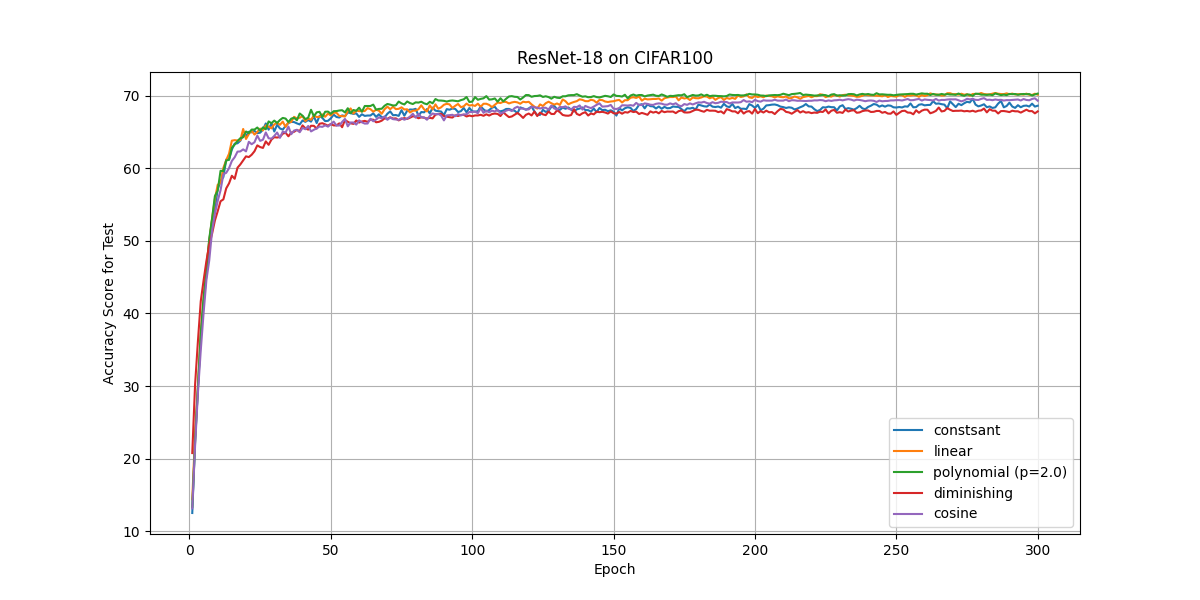 ResNet-18 on CIFAR100
Accuracy Score for Test
70
60
50
40
30
20
10
0
50
100
150
200
250
300
Epoch
constsant
linear
polynomial (p=2.0)
diminishing
cosine